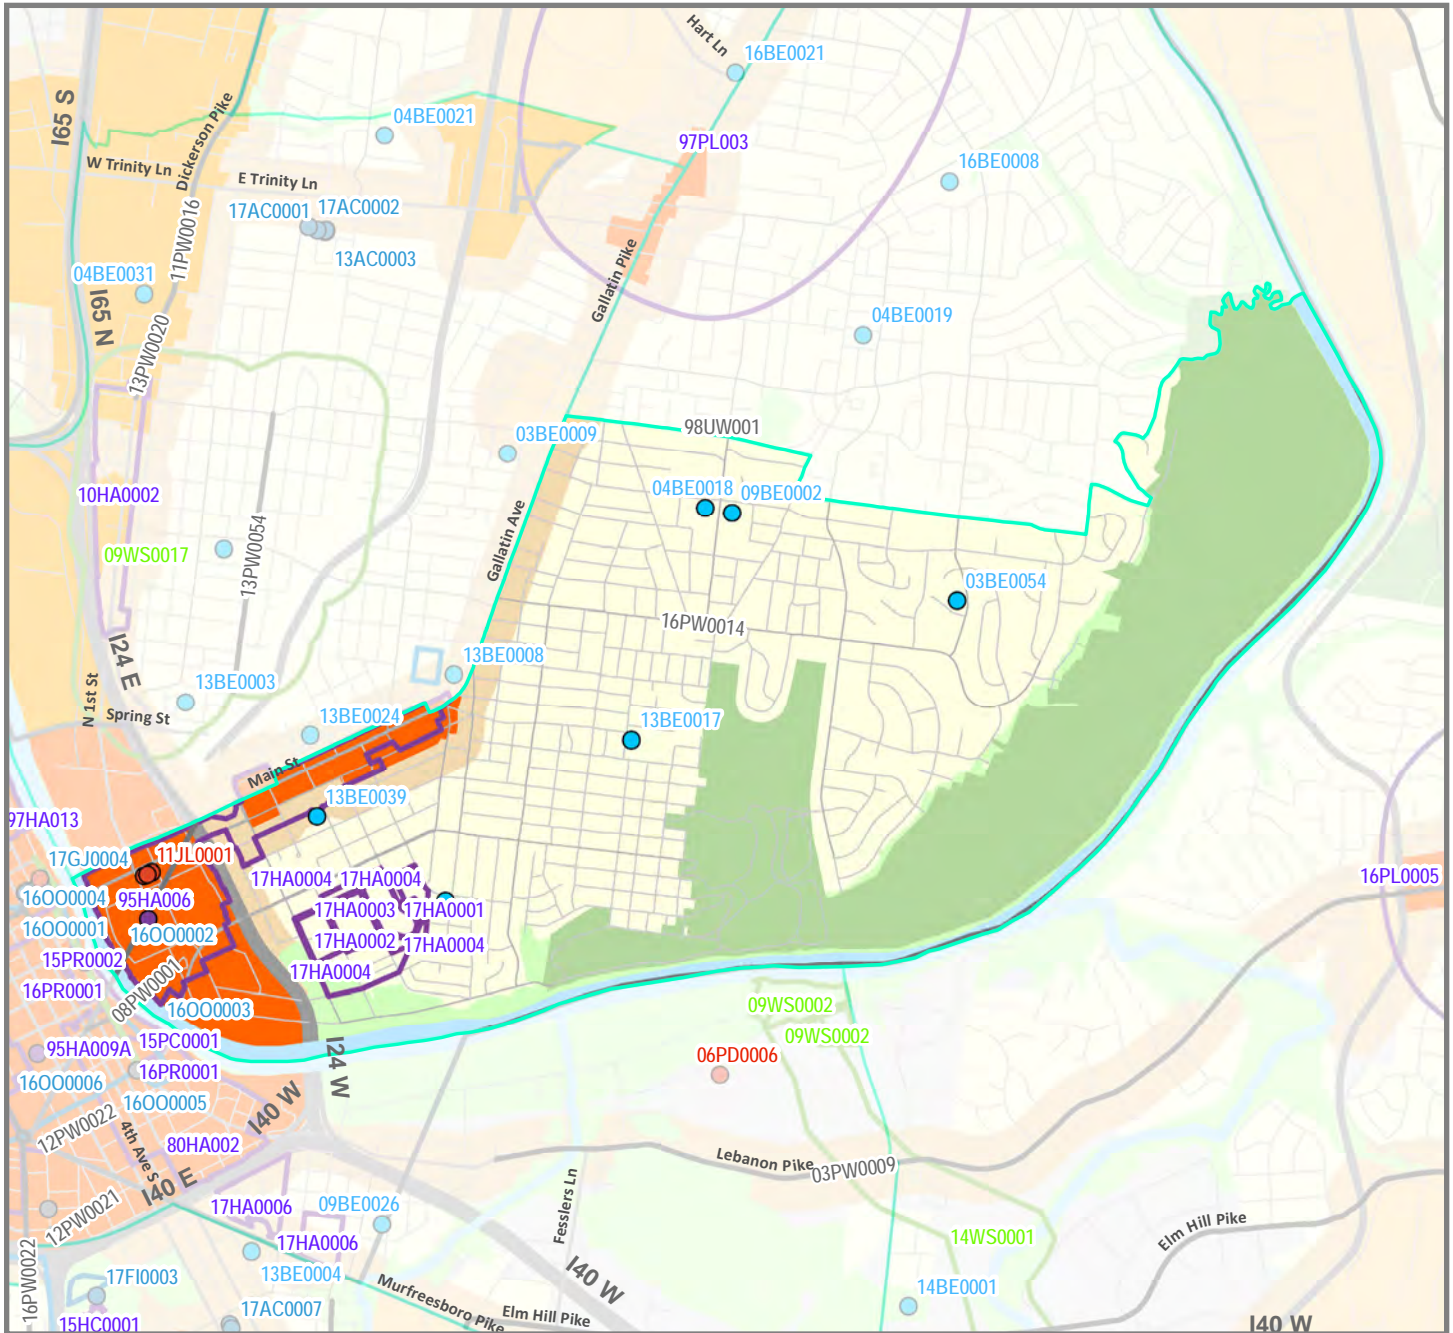 Hart Ln
16BE0021
I65 S
Dickerson Pike
04BE0021
97PL003
W Trinity Ln
E Trinity Ln
16BE0008
17AC0001
17AC0002
11PW0016
13AC0003
04BE0031
Gallatin Pike
I65 N
13PW0020
04BE0019
98UW001
03BE0009
10HA0002
04BE0018
09BE0002
09WS0017
13PW0054
Gallatin Ave
03BE0054
16PW0014
I24 E
13BE0008
N 1st St
13BE0003
Spring St
13BE0024
13BE0017
Main St
13BE0039
97HA013
17GJ0004
11JL0001
17HA0004
17HA0004
16PL0005
16OO0004
95HA006
17HA0003
17HA0001
16OO0001
16OO0002
17HA0002
17HA0004
15PR0002
17HA0004
16PR0001
08PW0001
16OO0003
09WS0002
09WS0002
15PC0001
95HA009A
06PD0006
I24 W
16PR0001
16OO0006
16OO0005
I40 W
12PW0022
4th Ave S
80HA002
Lebanon Pike
03PW0009
I40 E
12PW0021
17HA0006
09BE0026
Fesslers Ln
17HA0006
14WS0001
Elm Hill Pike
16PW0022
17FI0003
13BE0004
I40 W
14BE0001
Murfreesboro Pike
17AC0007
Elm Hill Pike
15HC0001
I40 W